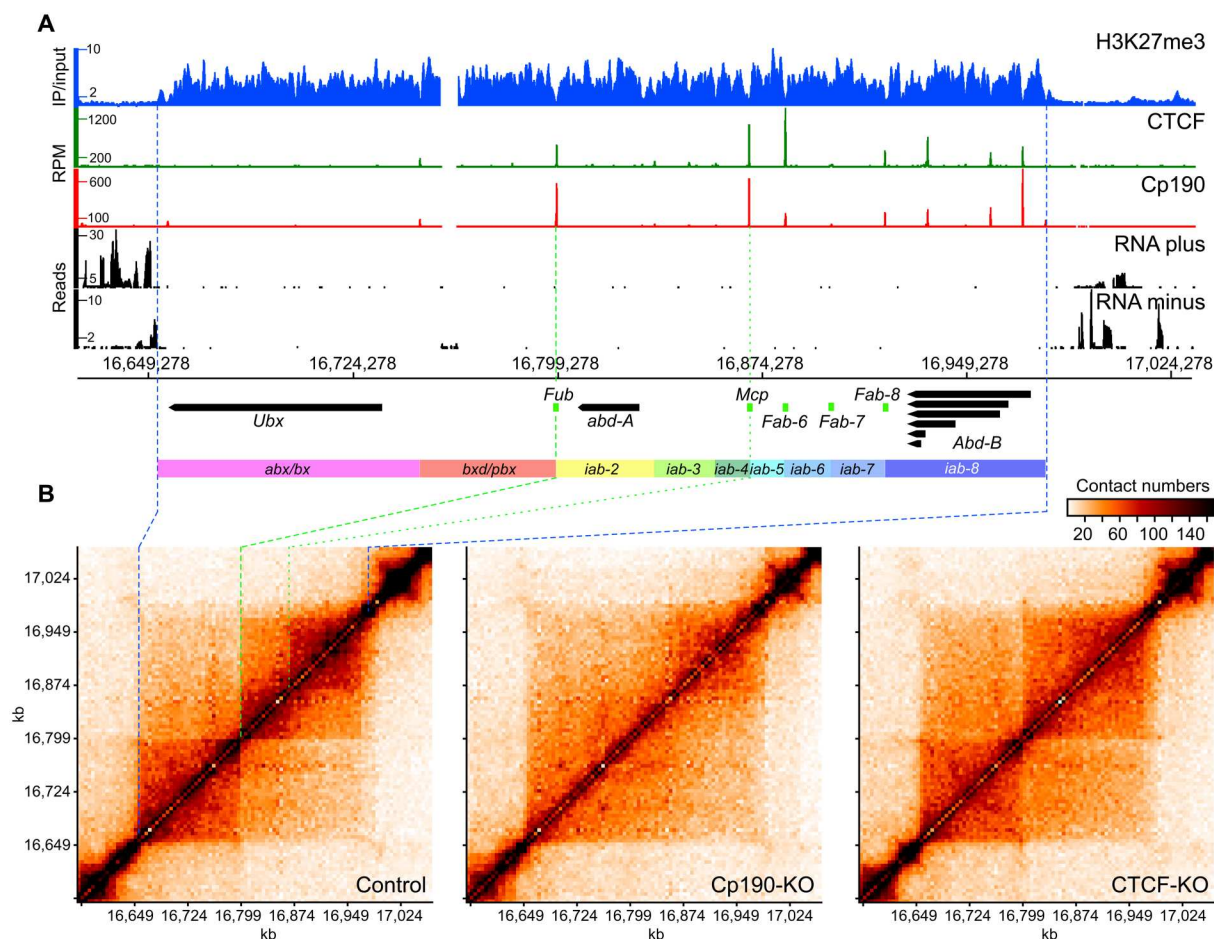 A
H3K27me3
IP/input
10
2
CTCF
RPM
1200
200
Cp190
600
100
RNA plus
Reads
30
5
RNA minus
10
2
16,649,278 16,724,278 16,799,278 16,874,278 16,949,278 17,024,278
Fub Mcp Fab-8
Ubx abd-A Fab-6 Fab-7 Abd-B
abx/bx bxd/pbx iab-2 iab-3 iab-4 iab-5 iab-6 iab-7 iab-8
B
Contact numbers
20 60 100 140
17,024
16,949
16,874
16,799
16,724
16,649
kb
Control Cp190-KO CTCF-KO
16,649 16,724 16,799 16,874 16,949 17,024 16,649 16,724 16,799 16,874 16,949 17,024 16,649 16,724 16,799 16,874 16,949 17,024
kb kb kb